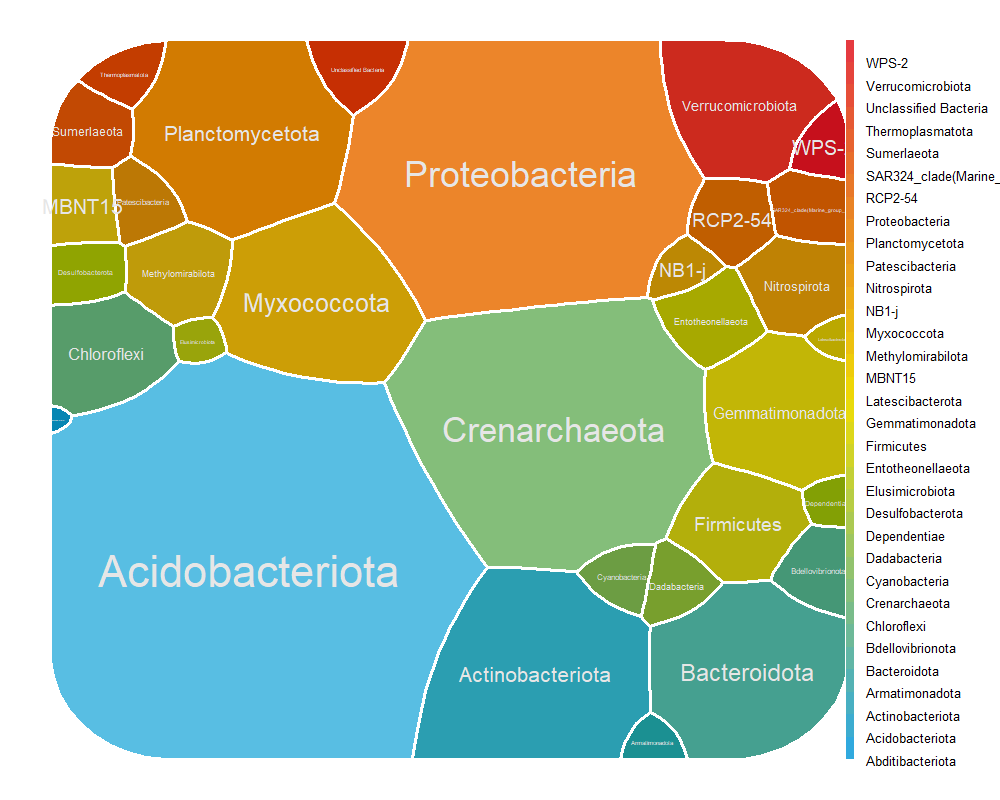 Thermoplasmatota
Unclassified Bacteria
Sumerlaeota
Planctomycetota
Proteobacteria
Verrucomicrobiota
WPS-
MBNT15
Patescibacteria
RCP2-54
SAR324_clade(Marine_group_
Desulfobacterota
Methylomirabilota
Myxococcota
NB1-j
Nitrospirota
Entotheonellaeota
Elusimicrobiota
Chloroflexi
Gemmatimonadota
Crenarchaeota
Dependentia
Firmicutes
Acidobacteriota
Cyanobacteria
Dadabacteria
Bdellovibrionota
Actinobacteriota
Bacteroidota
Armatimonadota
WPS-2
Verrucomicrobiota
Unclassified Bacteria
Thermoplasmatota
Sumerlaeota
SAR324_clade(Marine_
RCP2-54
Proteobacteria
Planctomycetota
Patescibacteria
Nitrospirota
NB1-j
Myxococcota
Methylomirabilota
MBNT15
Latescibacterota
Gemmatimonadota
Firmicutes
Entotheonellaeota
Elusimicrobiota
Desulfobacterota
Dependentiae
Dadabacteria
Cyanobacteria
Crenarchaeota
Chloroflexi
Bdellovibrionota
Bacteroidota
Armatimonadota
Actinobacteriota
Acidobacteriota
Abditibacteriota